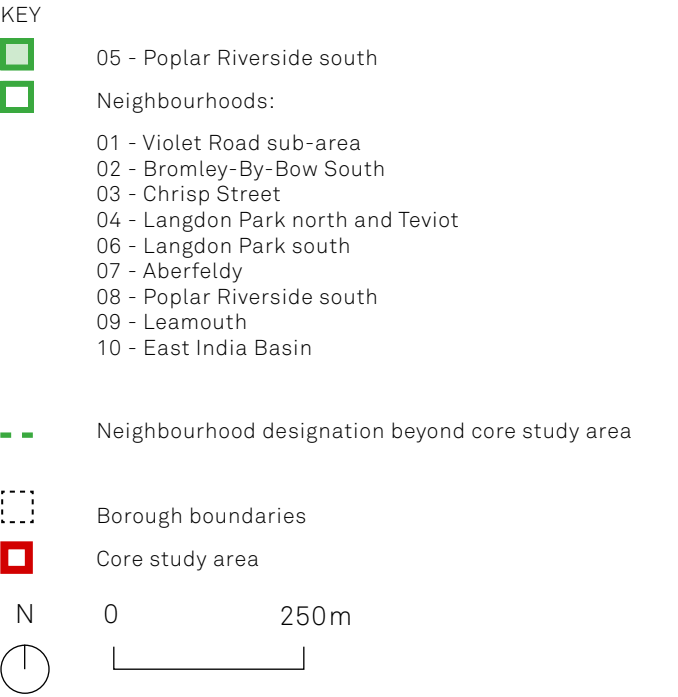 KEY
05 - Poplar Riverside south
Neighbourhoods:
01 - Violet Road sub-area
02 - Bromley-By-Bow South
03 - Chrisp Street
04 - Langdon Park north and Teviot
06 - Langdon Park south
07 - Aberfeldy
08 - Poplar Riverside south
09 - Leamouth
10 - East India Basin
Neighbourhood designation beyond core study area
Borough boundaries
Core study area
N 0 250m